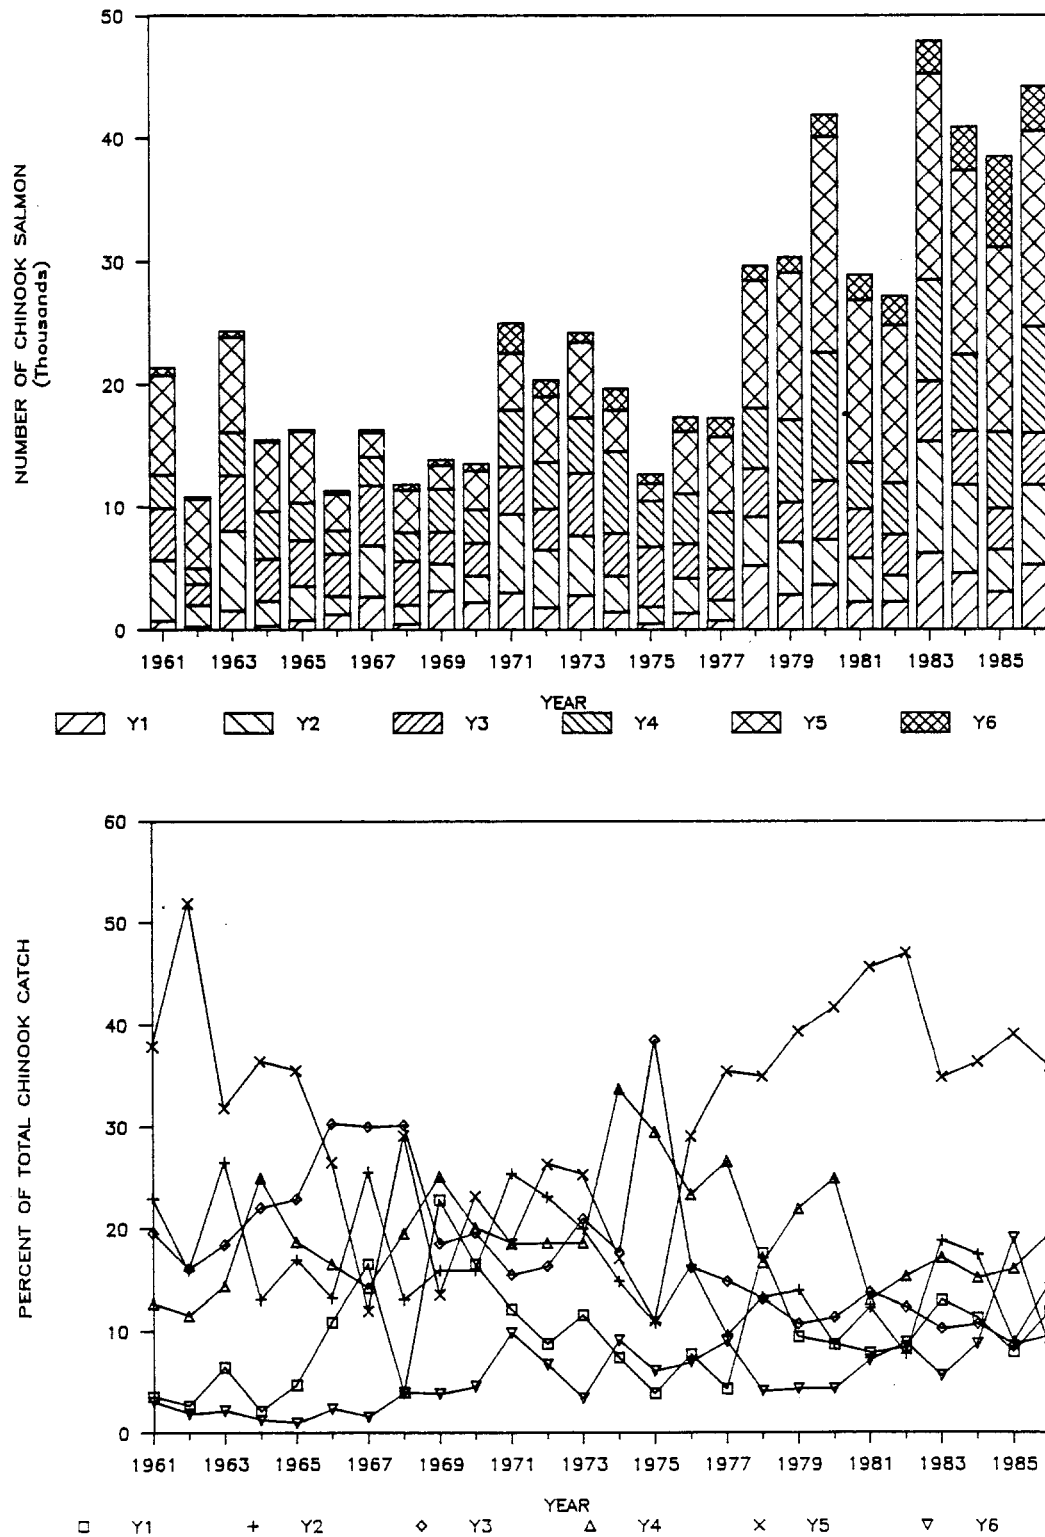 50
40
30
20
10
0
NUMBER OF CHINOOK SALMON
(Thousands)
1961 1963 1965 1967 1969 1971 1973 1975 1977 1979 1981 1983 1985
YEAR
Y1 Y2 Y3 Y4 Y5 Y6
60
50
40
30
20
10
0
PERCENT OF TOTAL CHINOOK CATCH
1961 1963 1965 1967 1969 1971 1973 1975 1977 1979 1981 1983 1985
YEAR
Y1 Y2 Y3 Y4 Y5 Y6